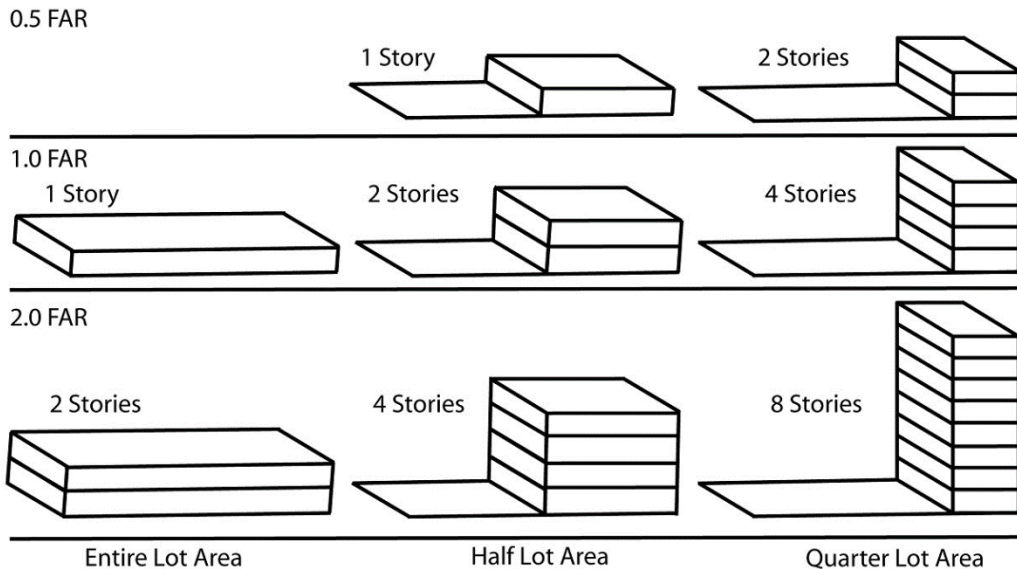 0.5 FAR
1 Story
2 Stories
1.0 FAR
1 Story
2 Stories
4 Stories
2.0 FAR
2 Stories
4 Stories
8 Stories
Entire Lot Area
Half Lot Area
Quarter Lot Area